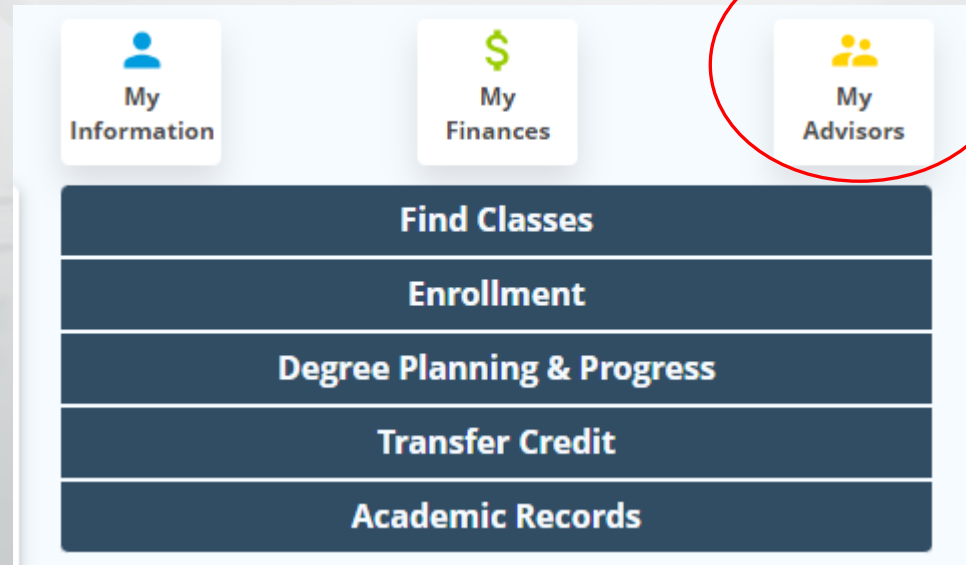 My
Information
$
My
Finances
My
Advisors
Find Classes
Enrollment
Degree Planning & Progress
Transfer Credit
Academic Records